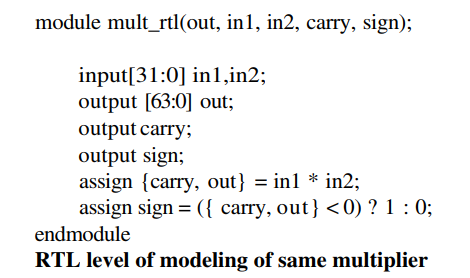 module mult_rtl(out, in1, in2, carry, sign);
input[31:0] in1,in2;
output [63:0] out;
output carry;
output sign;
assign {carry, out} = in1 * in2;
assign sign = ({ carry, out} <0) ? 1 : 0;
endmodule
RTL level of modeling of same multiplier